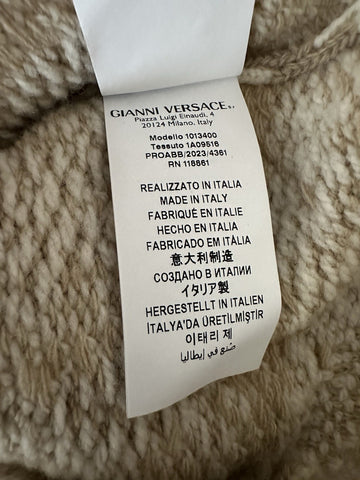 GIANNI VERSACE S.r.l.
Piazza Luigi Einaudi, 4
20124 Milano, Italy
Modello 1013400
Tessuto 1A09516
PROABB/2023/4361
RN 118861
REALIZZATO IN ITALIA
MADE IN ITALY
FABRIQUÉ EN ITALIE
HECHO EN ITALIA
FABRICADO EM ITÁLIA
意大利制造
СОЗДАНО В ИТАЛИИ
イタリア製
HERGESTELLT IN ITALIEN
İTALYA'DA ÜRETİLMİŞTİR
이태리 제
صُنع في إيطاليا